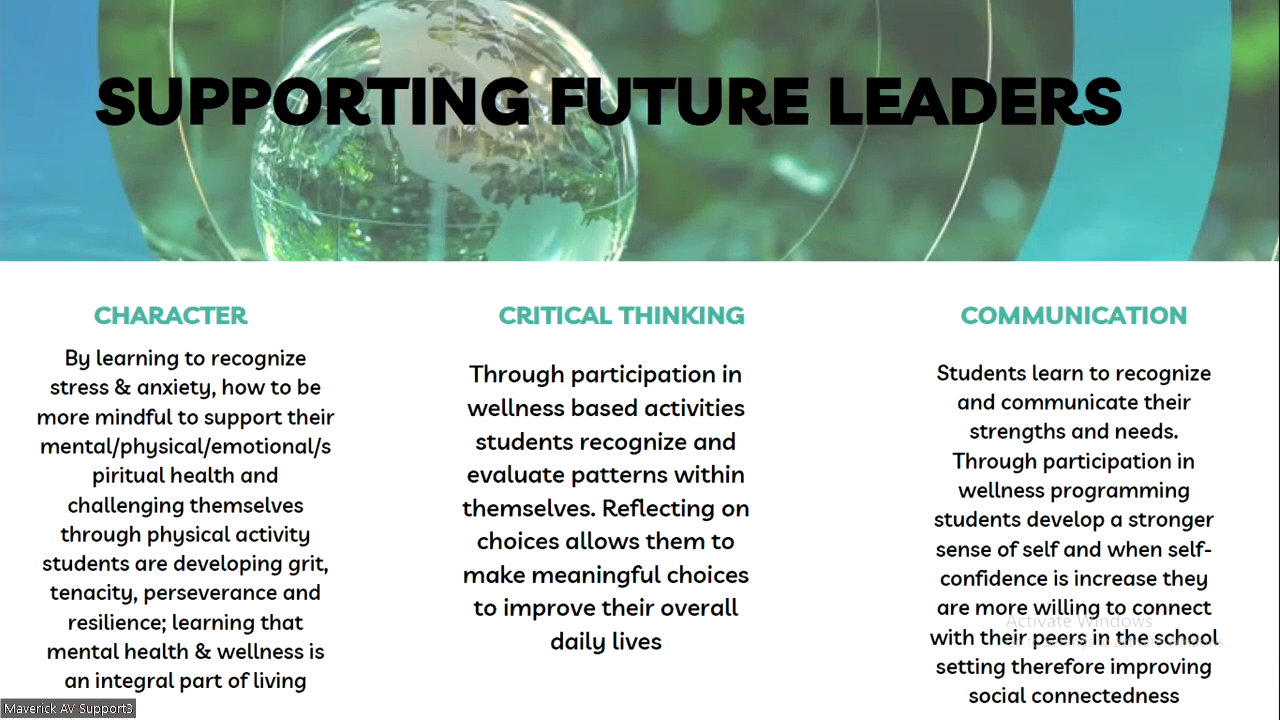 SUPPORTING FUTURE LEADERS
CHARACTER
By learning to recognize
stress & anxiety, how to be
more mindful to support their
mental/physical/emotional/s
piritual health and
challenging themselves
through physical activity
students are developing grit,
tenacity, perseverance and
resilience; learning that
mental health & wellness is
an integral part of living
CRITICAL THINKING
Through participation in
wellness based activities
students recognize and
evaluate patterns within
themselves. Reflecting on
choices allows them to
make meaningful choices
to improve their overall
daily lives
COMMUNICATION
Students learn to recognize
and communicate their
strengths and needs.
Through participation in
wellness programming
students develop a stronger
sense of self and when self-
confidence is increase they
are more willing to connect
with their peers in the school
setting therefore improving
social connectedness
Activate Windows
Maverick AV Support3